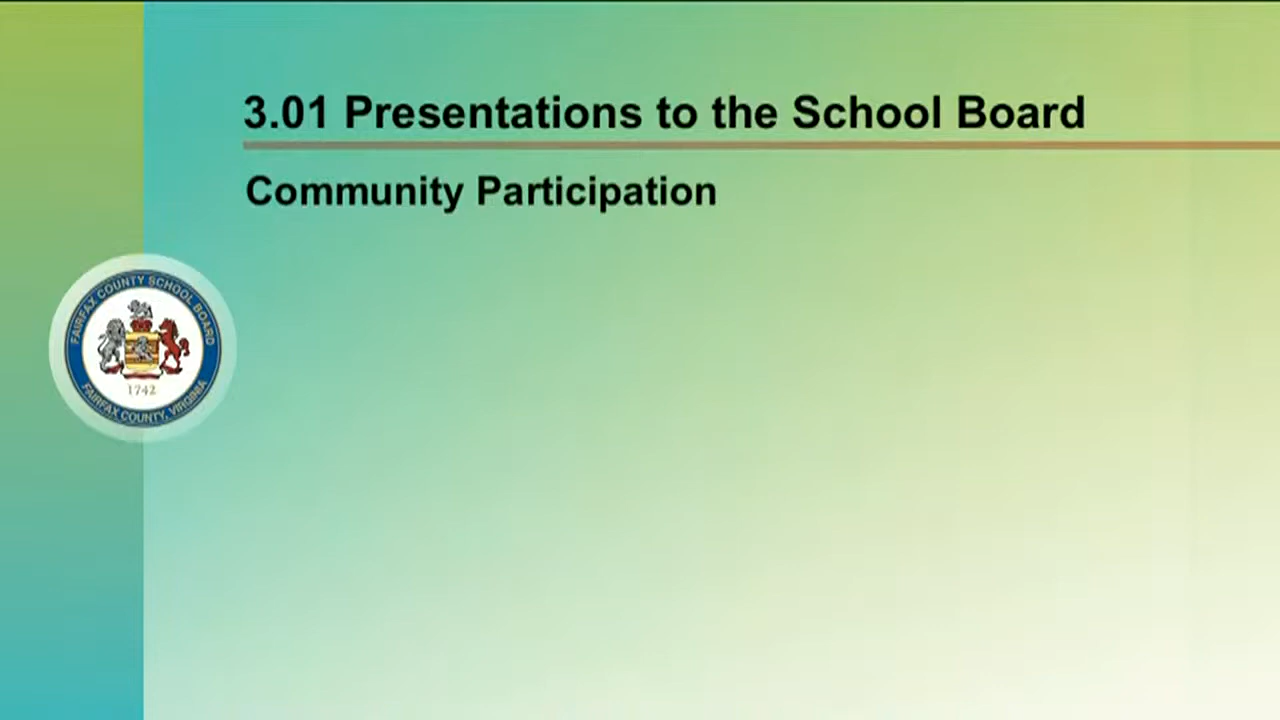 3.01 Presentations to the School Board
Community Participation
FAIRFAX COUNTY SCHOOL BOARD
1742
FAIRFAX COUNTY, VIRGINIA